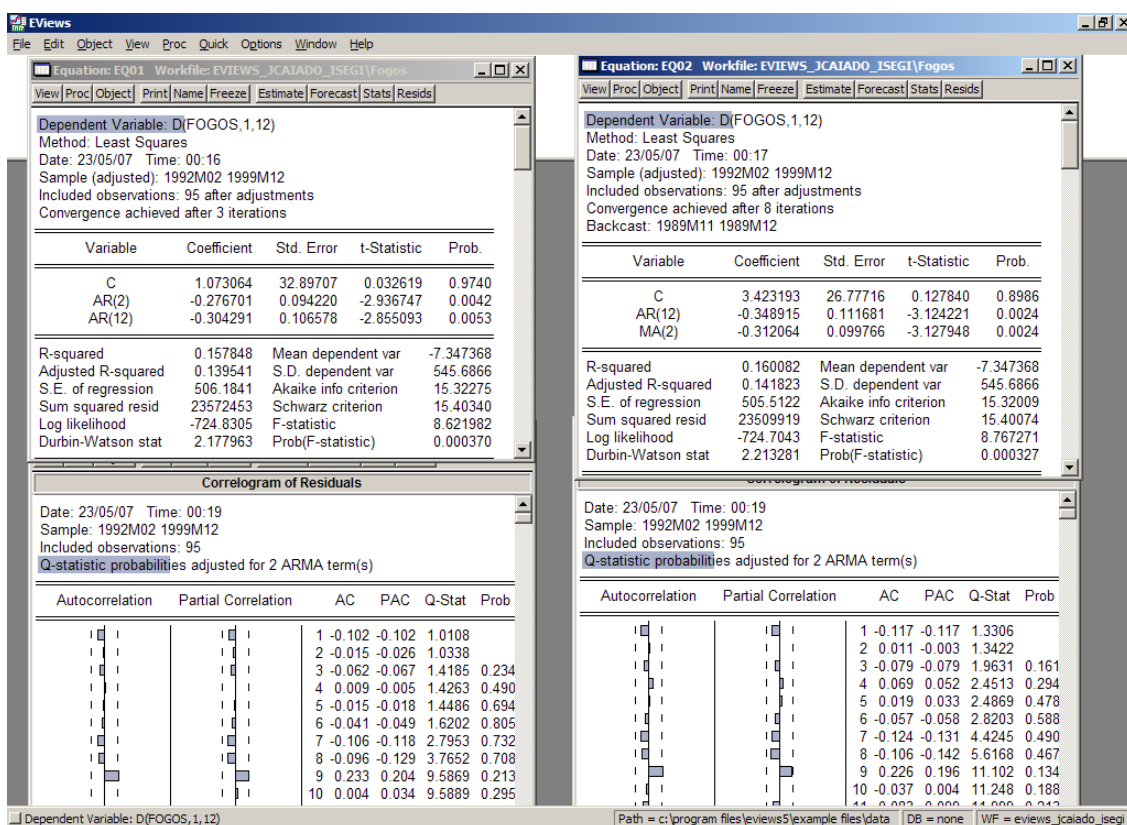 EViews
File Edit Object View Proc Quick Options Window Help
Equation: EQ01 Workfile: EVIEWS_JCAIADO_ISEGI\Fogos
View Proc Object Print Name Freeze Estimate Forecast Stats Resids
Dependent Variable: D(FOGOS,1,12)
Method: Least Squares
Date: 23/05/07 Time: 00:16
Sample (adjusted): 1992M02 1999M12
Included observations: 95 after adjustments
Convergence achieved after 3 iterations
Variable Coefficient Std. Error t-Statistic Prob.
C 1.073064 32.89707 0.032619 0.9740
AR(2) -0.276701 0.094220 -2.936747 0.0042
AR(12) -0.304291 0.106578 -2.855093 0.0053
R-squared 0.157848 Mean dependent var -7.347368
Adjusted R-squared 0.139541 S.D. dependent var 545.6866
S.E. of regression 506.1841 Akaike info criterion 15.32275
Sum squared resid 23572453 Schwarz criterion 15.40340
Log likelihood -724.8305 F-statistic 8.621982
Durbin-Watson stat 2.177963 Prob(F-statistic) 0.000370
Correlogram of Residuals
Date: 23/05/07 Time: 00:19
Sample: 1992M02 1999M12
Included observations: 95
Q-statistic probabilities adjusted for 2 ARMA term(s)
Autocorrelation Partial Correlation AC PAC Q-Stat Prob
1 -0.102 -0.102 1.0108
2 -0.015 -0.026 1.0338
3 -0.062 -0.067 1.4185 0.234
4 0.009 -0.005 1.4263 0.490
5 -0.015 -0.018 1.4486 0.694
6 -0.041 -0.049 1.6202 0.805
7 -0.106 -0.118 2.7953 0.732
8 -0.096 -0.129 3.7652 0.708
9 0.233 0.204 9.5869 0.213
10 0.004 0.034 9.5889 0.295
Equation: EQ02 Workfile: EVIEWS_JCAIADO_ISEGI\Fogos
View Proc Object Print Name Freeze Estimate Forecast Stats Resids
Dependent Variable: D(FOGOS,1,12)
Method: Least Squares
Date: 23/05/07 Time: 00:17
Sample (adjusted): 1992M02 1999M12
Included observations: 95 after adjustments
Convergence achieved after 8 iterations
Backcast: 1989M11 1989M12
Variable Coefficient Std. Error t-Statistic Prob.
C 3.423193 26.77716 0.127840 0.8986
AR(12) -0.348915 0.111681 -3.124221 0.0024
MA(2) -0.312064 0.099766 -3.127948 0.0024
R-squared 0.160082 Mean dependent var -7.347368
Adjusted R-squared 0.141823 S.D. dependent var 545.6866
S.E. of regression 505.5122 Akaike info criterion 15.32009
Sum squared resid 23509919 Schwarz criterion 15.40074
Log likelihood -724.7043 F-statistic 8.767271
Durbin-Watson stat 2.213281 Prob(F-statistic) 0.000327
Correlogram of Residuals
Date: 23/05/07 Time: 00:19
Sample: 1992M02 1999M12
Included observations: 95
Q-statistic probabilities adjusted for 2 ARMA term(s)
Autocorrelation Partial Correlation AC PAC Q-Stat Prob
1 -0.117 -0.117 1.3306
2 0.011 -0.003 1.3422
3 -0.079 -0.079 1.9631 0.161
4 0.069 0.052 2.4513 0.294
5 0.019 0.033 2.4869 0.478
6 -0.057 -0.058 2.8203 0.588
7 -0.124 -0.131 4.4245 0.490
8 -0.106 -0.142 5.6168 0.467
9 0.226 0.196 11.102 0.134
10 -0.037 0.004 11.248 0.188
Dependent Variable: D(FOGOS,1,12)
Path = c:\program files\eviews5\example files\data DB = none WF = eviews_jcaiado_isegi